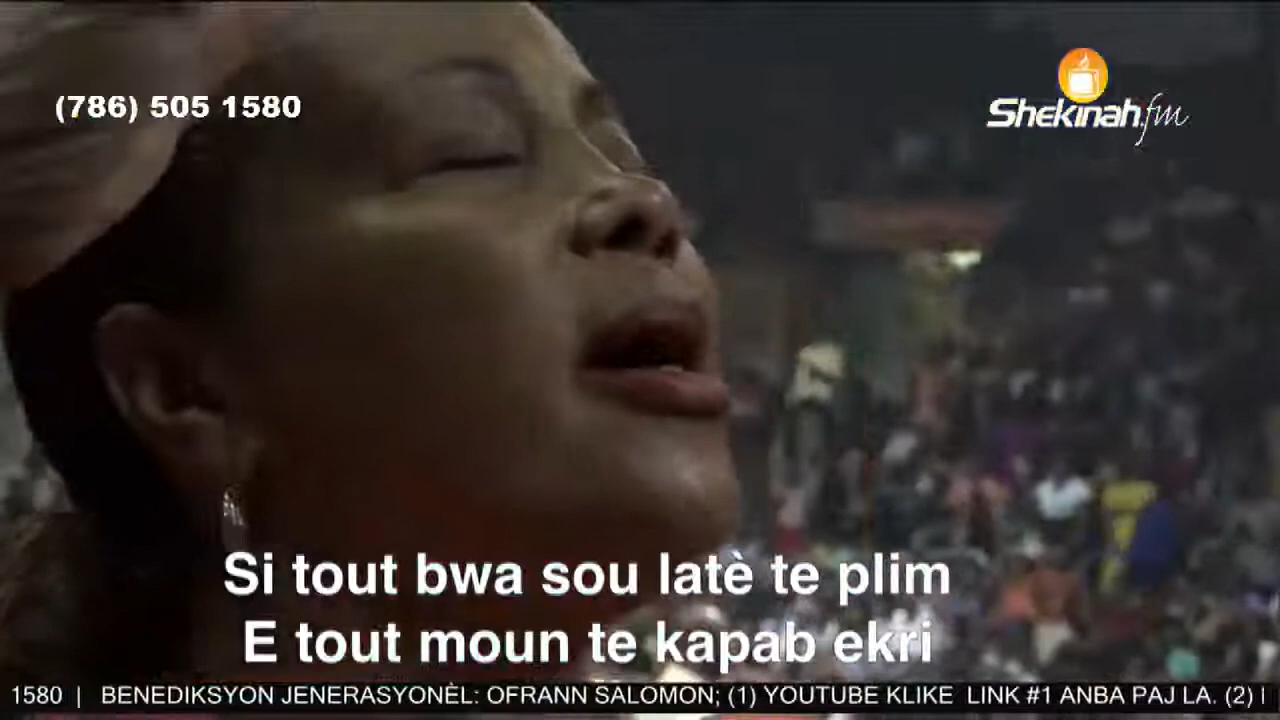 (786) 505 1580
Shekinah.fm
Si tout bwa sou latè te plim
E tout moun te kapab ekri
1580 | BENEDIKSYON JENERASYONÈL: OFRANN SALOMON; (1) YOUTUBE KLIKE LINK #1 ANBA PAJ LA. (2)